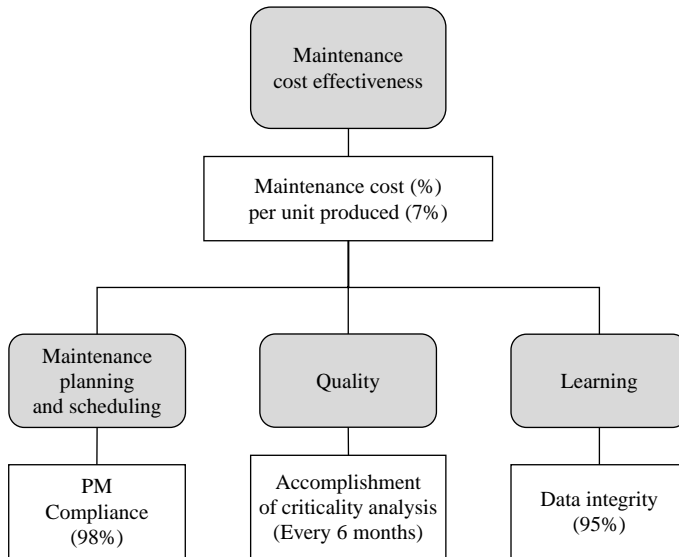 Maintenance
cost effectiveness
Maintenance cost (%)
per unit produced (7%)
Maintenance
planning
and scheduling
Quality
Learning
PM
Compliance
(98%)
Accomplishment
of criticality analysis
(Every 6 months)
Data integrity
(95%)